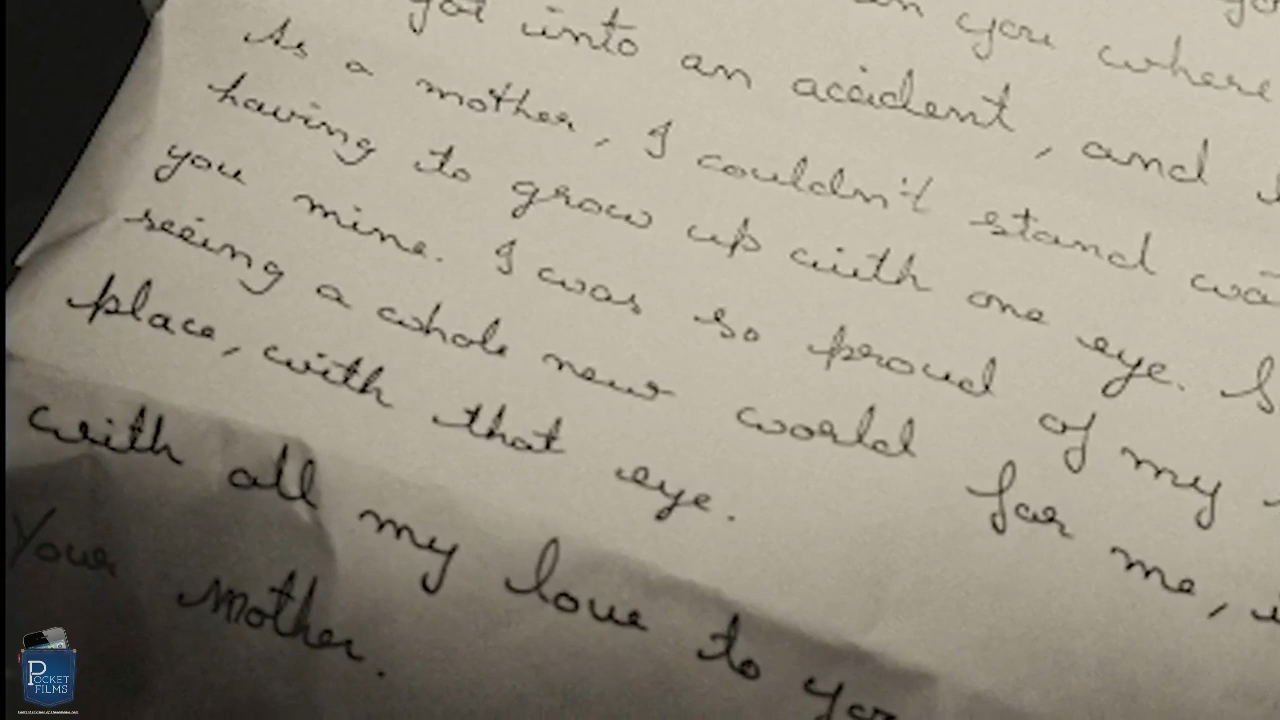 you where
got into an accident, and
As a mother, I couldn't stand
having to grow up with one eye.
you mine. I was so proud of my
seeing a whole new world for me,
place, with that eye.
with all my love to you
Your mother.
POCKET
FILMS